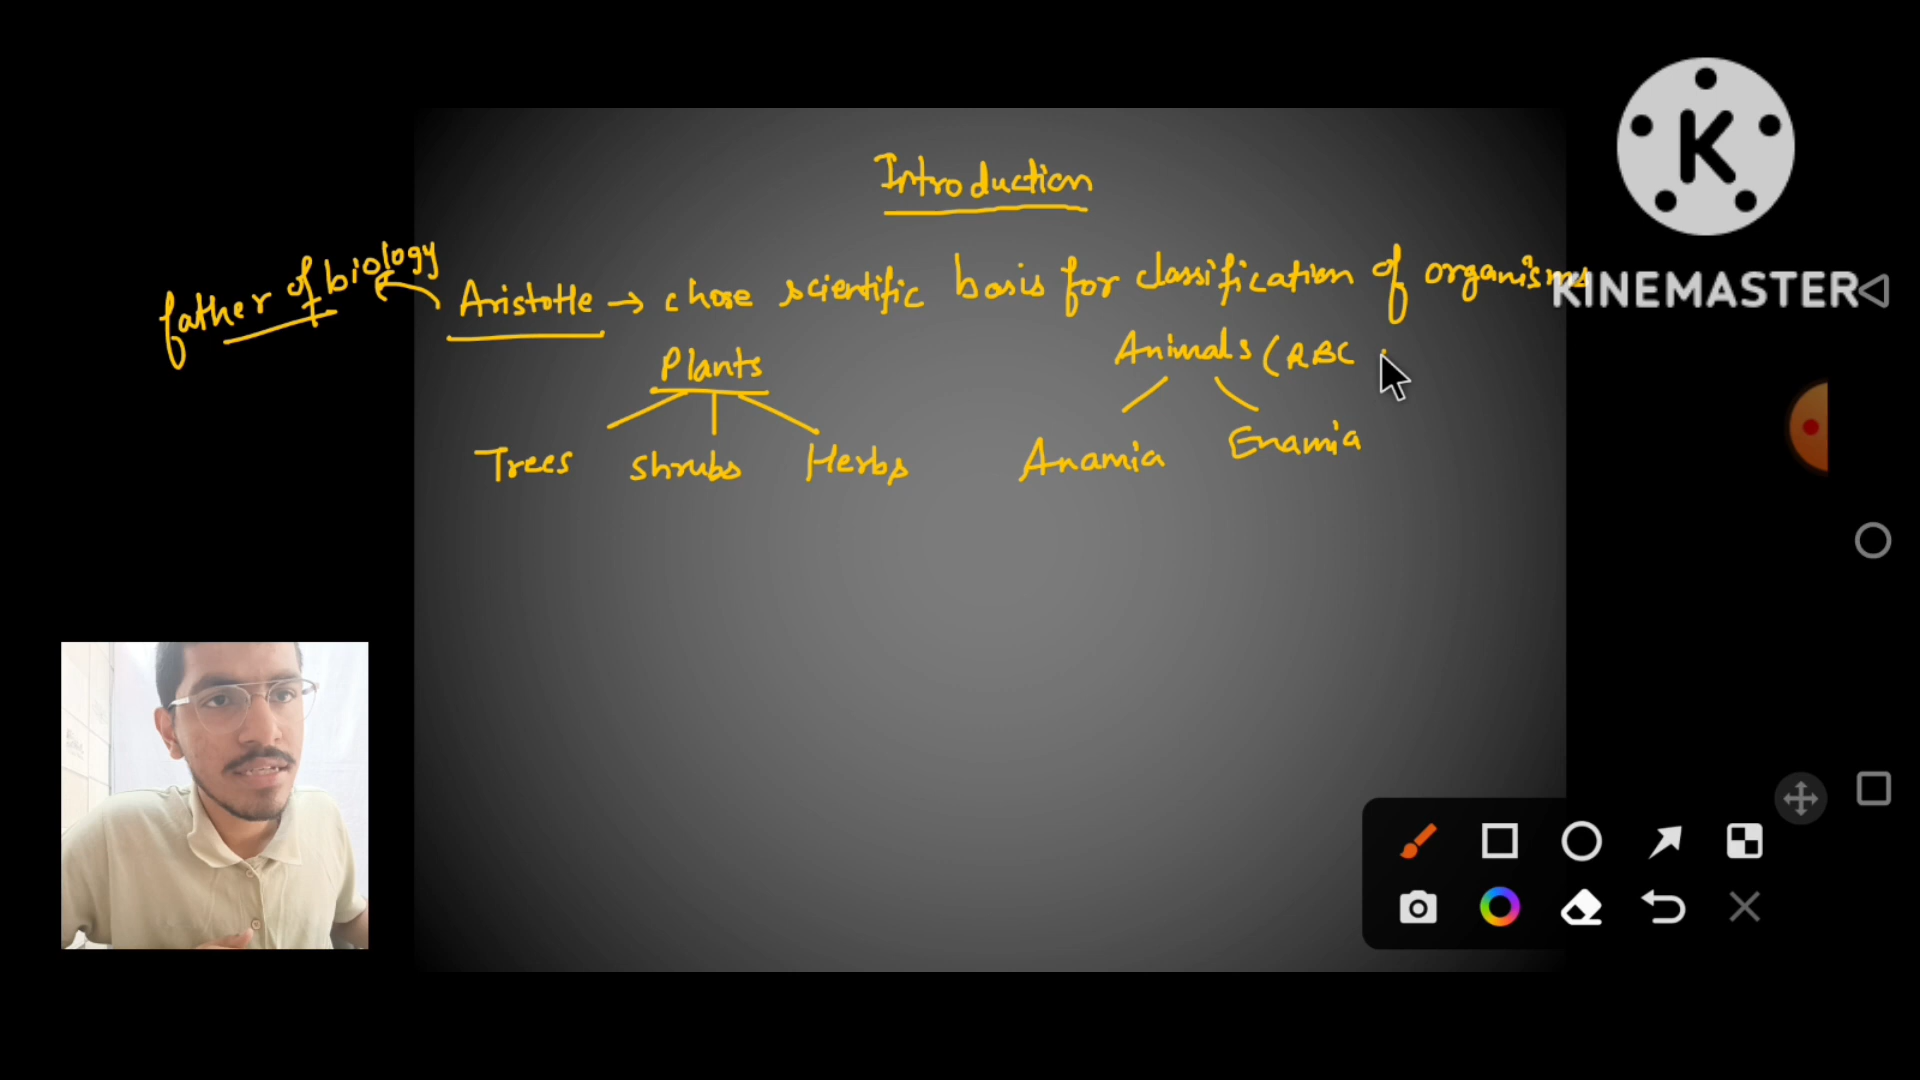 Introduction
father of biology
Aristotle → chose scientific basis for classification of organisms
Plants
Animals (RBC
Trees shrubs Herbs
Anamia Enamia
K
KINEMASTER